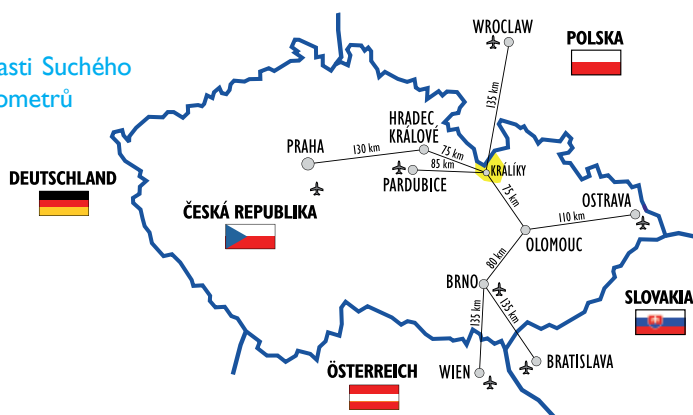 asti Suchého
ometrů
WROCLAW
POLSKA
135 km
HRADEC
KRÁLOVÉ
PRAHA
130 km
75 km
85 km
KRÁLÍKY
PARDUBICE
DEUTSCHLAND
75 km
OSTRAVA
ČESKÁ REPUBLIKA
110 km
OLOMOUC
80 km
BRNO
SLOVAKIA
135 km
135 km
ÖSTERREICH
WIEN
BRATISLAVA